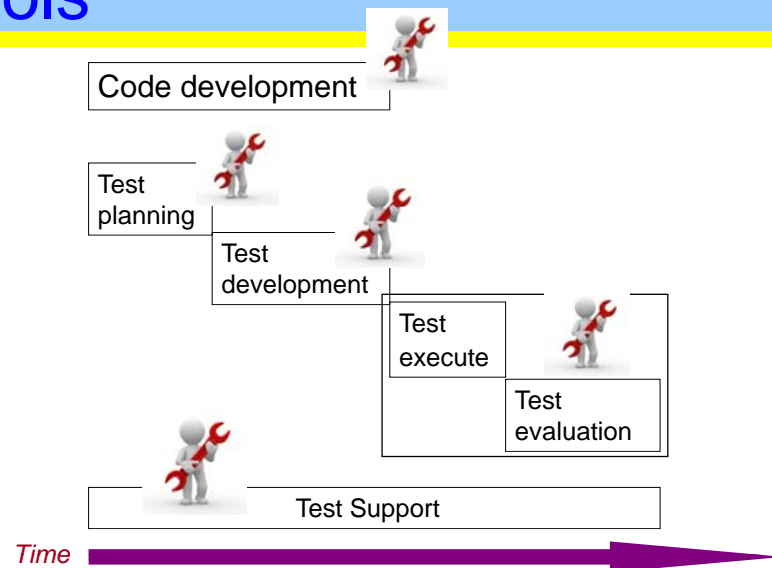 Code development
Test
planning
Test
development
Test
execute
Test
evaluation
Test Support
Time